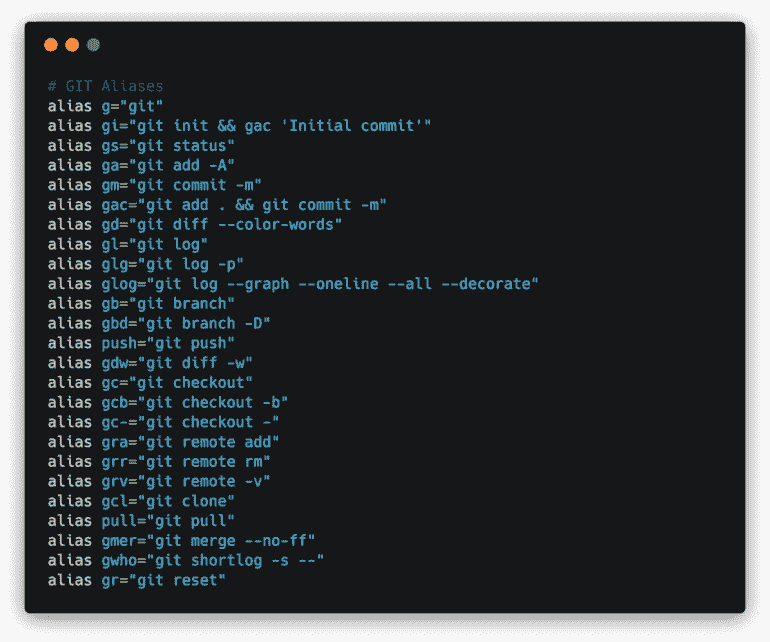 # GIT Aliases
alias g="git"
alias gi="git init && gac 'Initial commit'"
alias gs="git status"
alias ga="git add -A"
alias gm="git commit -m"
alias gac="git add . && git commit -m"
alias gd="git diff --color-words"
alias gl="git log"
alias glg="git log -p"
alias glog="git log --graph --oneline --all --decorate"
alias gb="git branch"
alias gbd="git branch -D"
alias push="git push"
alias gdw="git diff -w"
alias gc="git checkout"
alias gcb="git checkout -b"
alias gc-="git checkout -"
alias gra="git remote add"
alias grr="git remote rm"
alias grv="git remote -v"
alias gcl="git clone"
alias pull="git pull"
alias gmer="git merge --no-ff"
alias gwho="git shortlog -s --"
alias gr="git reset"